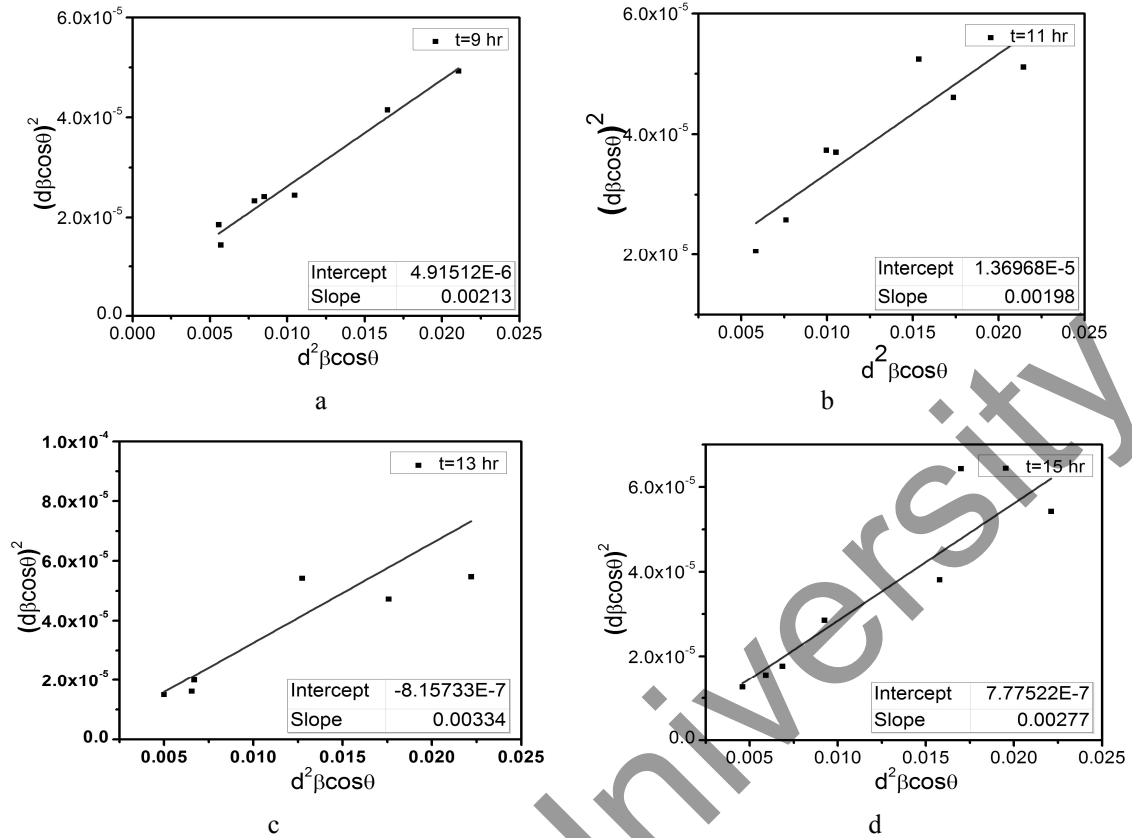 6.0x10⁻⁵
t=9 hr
4.0x10⁻⁵
(dβcosθ)²
2.0x10⁻⁵
Intercept 4.91512E-6
Slope 0.00213
0.0
0.000 0.005 0.010 0.015 0.020 0.025
d²βcosθ
a
6.0x10⁻⁵
t=11 hr
4.0x10⁻⁵
(dβcosθ)²
2.0x10⁻⁵
Intercept 1.36968E-5
Slope 0.00198
0.005 0.010 0.015 0.020 0.025
d²βcosθ
b
1.0x10⁻⁴
t=13 hr
8.0x10⁻⁵
6.0x10⁻⁵
(dβcosθ)²
4.0x10⁻⁵
2.0x10⁻⁵
Intercept -8.15733E-7
Slope 0.00334
0.0
0.005 0.010 0.015 0.020 0.025
d²βcosθ
c
t=15 hr
6.0x10⁻⁵
4.0x10⁻⁵
(dβcosθ)²
2.0x10⁻⁵
Intercept 7.77522E-7
Slope 0.00277
0.0
0.005 0.010 0.015 0.020 0.025
d²βcosθ
d
University